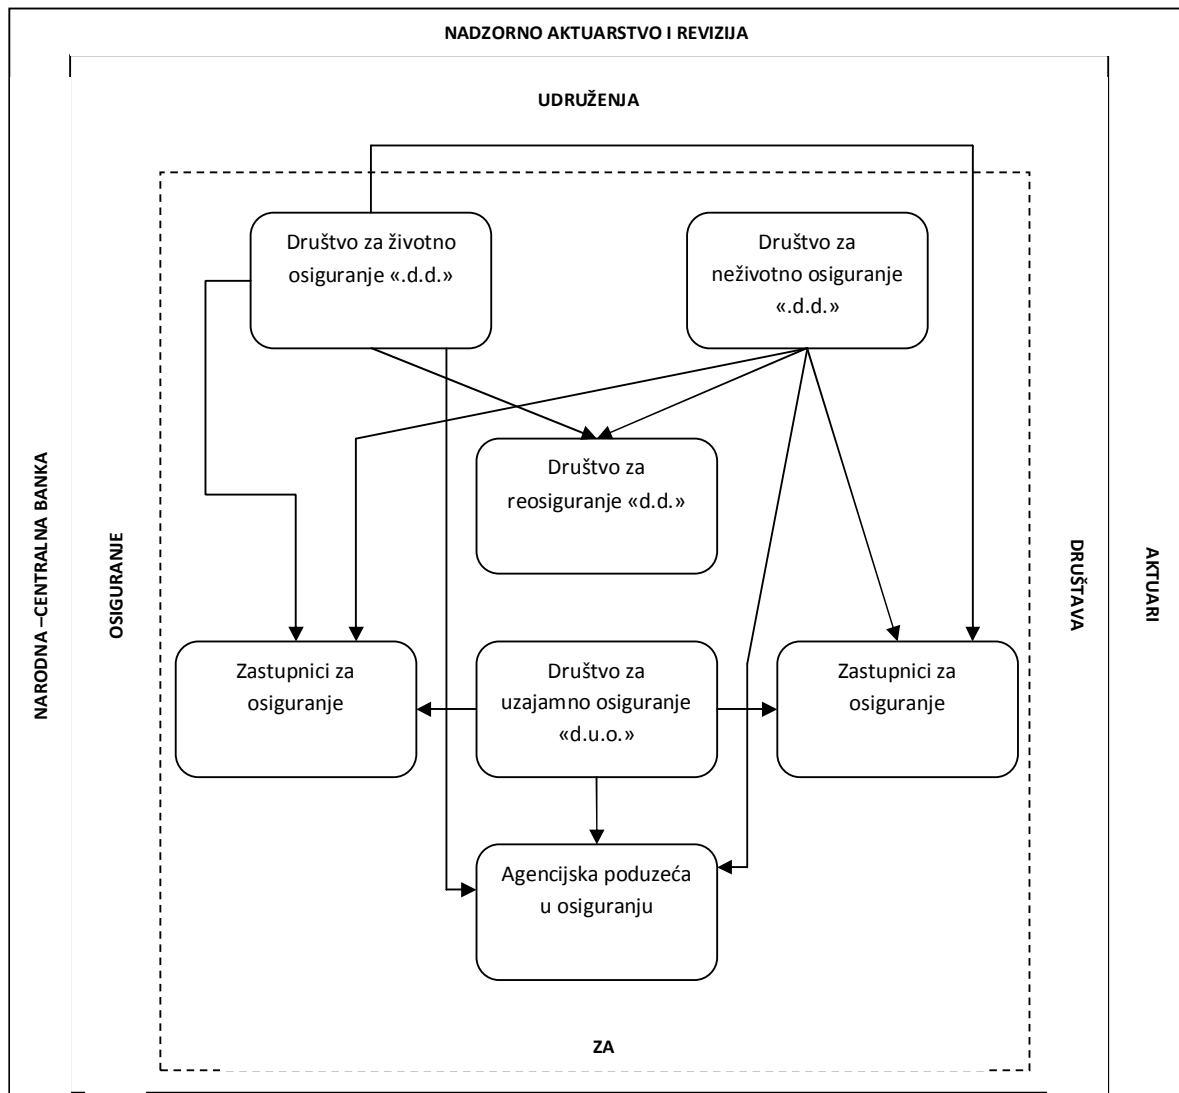 NADZORNO AKTUARSTVO I REVIZIJA
UDRUŽENJA
Društvo za životno
osiguranje «.d.d.»
Društvo za
neživotno osiguranje
«.d.d.»
Društvo za
reosiguranje «d.d.»
NARODNA –CENTRALNA BANKA
OSIGURANJE
DRUŠTAVA
AKTUARI
Zastupnici za
osiguranje
Društvo za
uzajamno osiguranje
«d.u.o.»
Zastupnici za
osiguranje
Agencijska poduzeća
u osiguranju
ZA